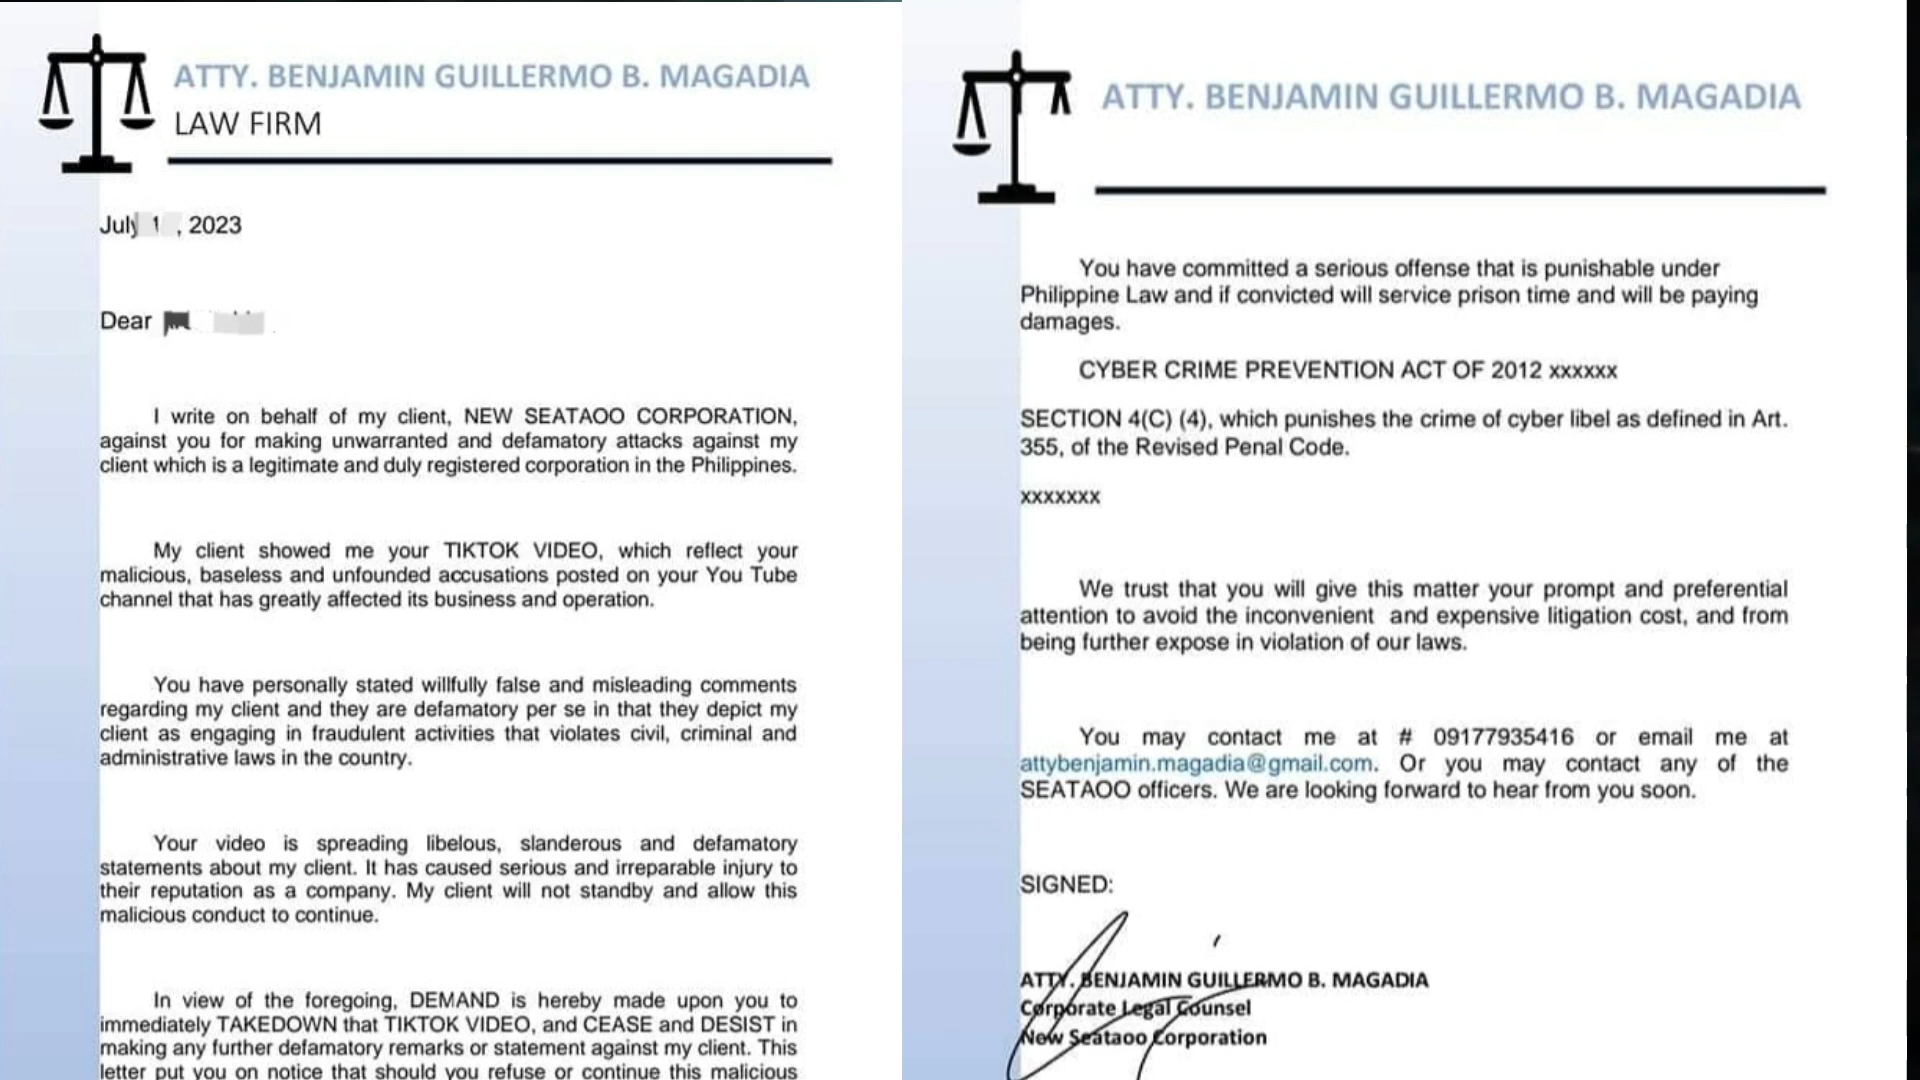 ATTY. BENJAMIN GUILLERMO B. MAGADIA
LAW FIRM
July 1 , 2023
Dear
I write on behalf of my client, NEW SEATAOO CORPORATION,
against you for making unwarranted and defamatory attacks against my
client which is a legitimate and duly registered corporation in the Philippines.
My client showed me your TIKTOK VIDEO, which reflect your
malicious, baseless and unfounded accusations posted on your You Tube
channel that has greatly affected its business and operation.
You have personally stated willfully false and misleading comments
regarding my client and they are defamatory per se in that they depict my
client as engaging in fraudulent activities that violates civil, criminal and
administrative laws in the country.
Your video is spreading libelous, slanderous and defamatory
statements about my client. It has caused serious and irreparable injury to
their reputation as a company. My client will not standby and allow this
malicious conduct to continue.
In view of the foregoing, DEMAND is hereby made upon you to
immediately TAKEDOWN that TIKTOK VIDEO, and CEASE and DESIST in
making any further defamatory remarks or statement against my client. This
letter put you on notice that should you refuse or continue this malicious
ATTY. BENJAMIN GUILLERMO B. MAGADIA
You have committed a serious offense that is punishable under
Philippine Law and if convicted will service prison time and will be paying
damages.
CYBER CRIME PREVENTION ACT OF 2012 xxxxxx
SECTION 4(C) (4), which punishes the crime of cyber libel as defined in Art.
355, of the Revised Penal Code.
xxxxxxx
We trust that you will give this matter your prompt and preferential
attention to avoid the inconvenient and expensive litigation cost, and from
being further expose in violation of our laws.
You may contact me at # 09177935416 or email me at
attybenjamin.magadia@gmail.com. Or you may contact any of the
SEATAOO officers. We are looking forward to hear from you soon.
SIGNED:
ATTY. BENJAMIN GUILLERMO B. MAGADIA
Corporate Legal Counsel
New Seataoo Corporation